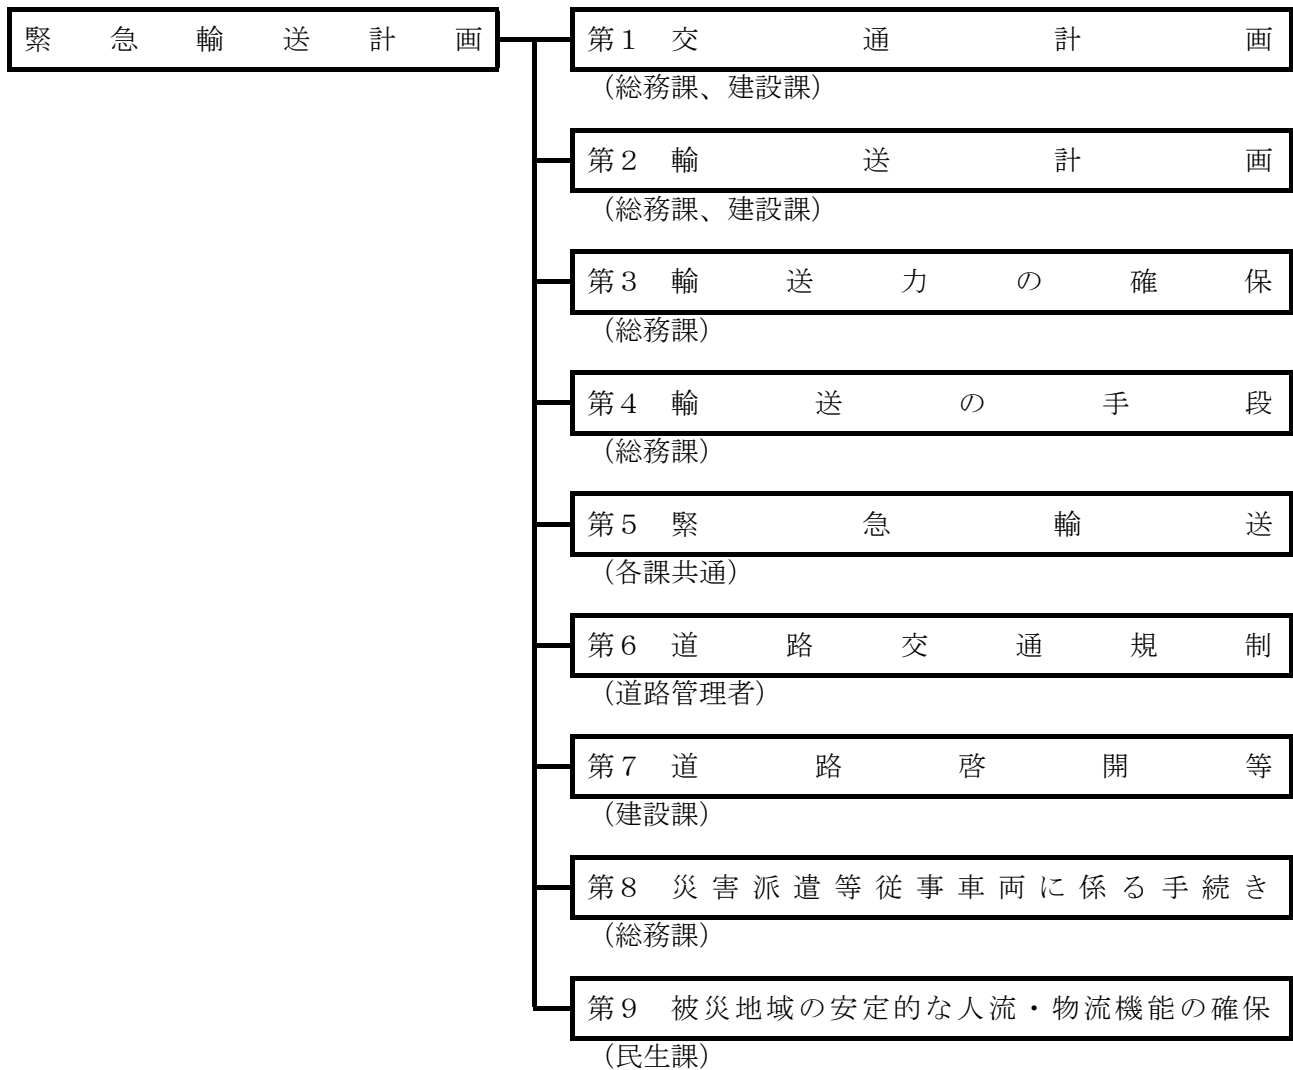 緊急輸送計画
第１ 交通計画
（総務課、建設課）
第２ 輸送計画
（総務課、建設課）
第３ 輸送力の確保
（総務課）
第４ 輸送の手段
（総務課）
第５ 緊急輸送
（各課共通）
第６ 道路交通規制
（道路管理者）
第７ 道路啓開等
（建設課）
第８ 災害派遣等従事車両に係る手続き
（総務課）
第９ 被災地域の安定的な人流・物流機能の確保
（民生課）